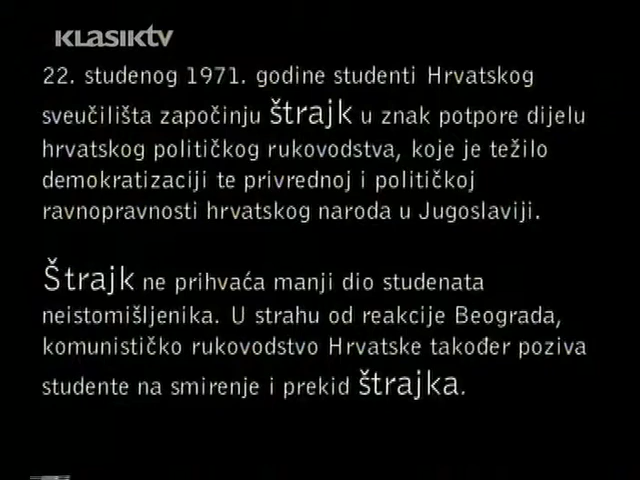 KLASIKTV
22. studenog 1971. godine studenti Hrvatskog
sveučilišta započinju štrajk u znak potpore dijelu
hrvatskog političkog rukovodstva, koje je težilo
demokratizaciji te privrednoj i političkoj
ravnopravnosti hrvatskog naroda u Jugoslaviji.
Štrajk ne prihvaća manji dio studenata
neistomišljenika. U strahu od reakcije Beograda,
komunističko rukovodstvo Hrvatske također poziva
studente na smirenje i prekid štrajka.